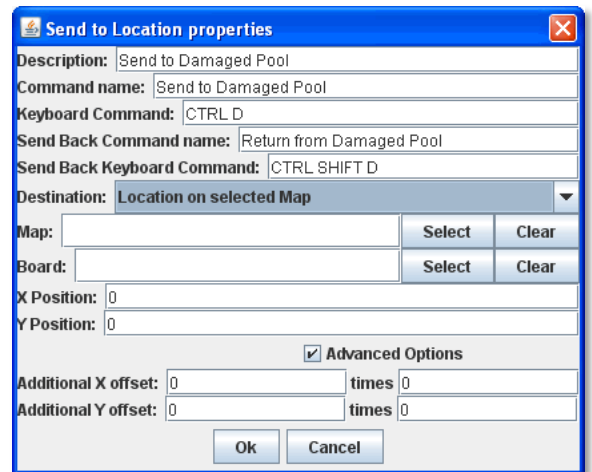 Send to Location properties
Description: Send to Damaged Pool
Command name: Send to Damaged Pool
Keyboard Command: CTRL D
Send Back Command name: Return from Damaged Pool
Send Back Keyboard Command: CTRL SHIFT D
Destination: Location on selected Map
Map: Select Clear
Board: Select Clear
X Position: 0
Y Position: 0
Advanced Options
Additional X offset: 0 times 0
Additional Y offset: 0 times 0
Ok Cancel